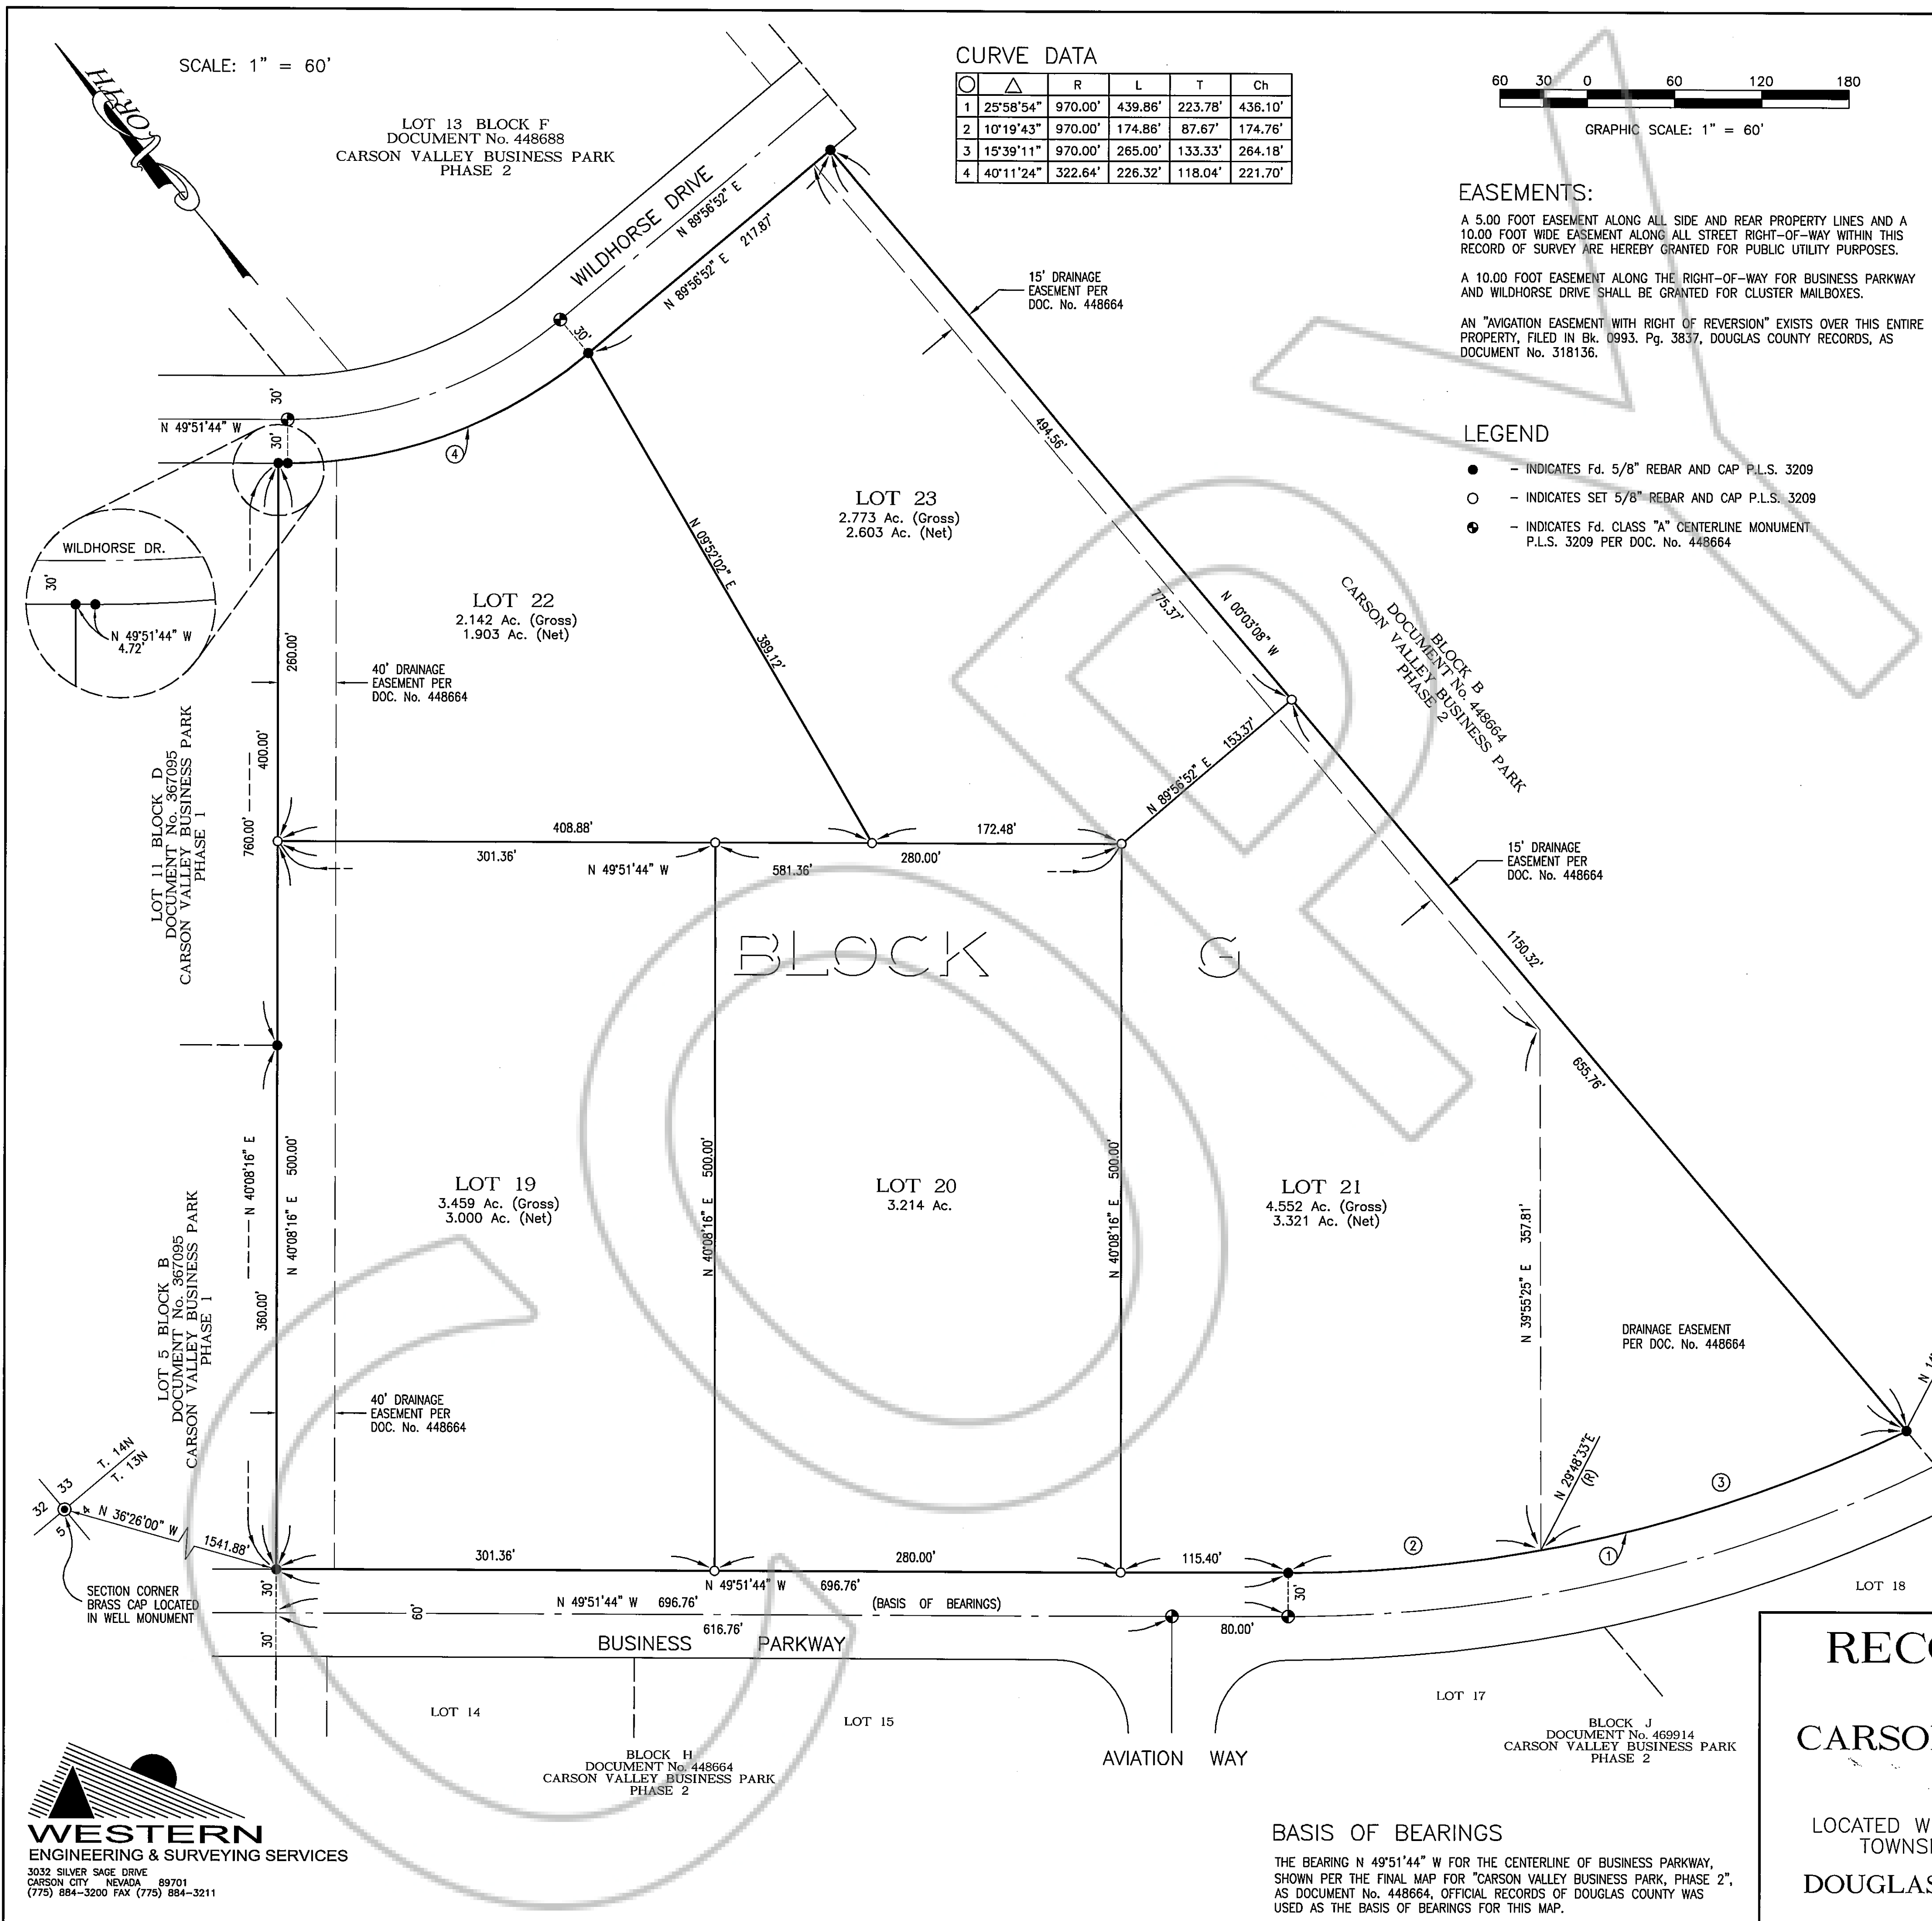 NORTH
SCALE: 1" = 60'
LOT 13 BLOCK F
DOCUMENT No. 448688
CARSON VALLEY BUSINESS PARK
PHASE 2
CURVE DATA
△ R L T Ch
1 25°58'54" 970.00' 439.86' 223.78' 436.10'
2 10°19'43" 970.00' 174.86' 87.67' 174.76'
3 15°39'11" 970.00' 265.00' 133.33' 264.18'
4 40°11'24" 322.64' 226.32' 118.04' 221.70'
60 30 0 60 120 180
GRAPHIC SCALE: 1" = 60'
EASEMENTS:
A 5.00 FOOT EASEMENT ALONG ALL SIDE AND REAR PROPERTY LINES AND A
10.00 FOOT WIDE EASEMENT ALONG ALL STREET RIGHT-OF-WAY WITHIN THIS
RECORD OF SURVEY ARE HEREBY GRANTED FOR PUBLIC UTILITY PURPOSES.
A 10.00 FOOT EASEMENT ALONG THE RIGHT-OF-WAY FOR BUSINESS PARKWAY
AND WILDHORSE DRIVE SHALL BE GRANTED FOR CLUSTER MAILBOXES.
AN "AVIGATION EASEMENT WITH RIGHT OF REVERSION" EXISTS OVER THIS ENTIRE
PROPERTY, FILED IN Bk. 0993. Pg. 3837, DOUGLAS COUNTY RECORDS, AS
DOCUMENT No. 318136.
LEGEND
– INDICATES Fd. 5/8" REBAR AND CAP P.L.S. 3209
– INDICATES SET 5/8" REBAR AND CAP P.L.S. 3209
– INDICATES Fd. CLASS "A" CENTERLINE MONUMENT
P.L.S. 3209 PER DOC. No. 448664
WILDHORSE DRIVE
N 89°56'52" E
N 89°56'52" E 217.87'
30'
15' DRAINAGE
EASEMENT PER
DOC. No. 448664
30'
N 49°51'44" W
30'
4
494.56'
WILDHORSE DR.
30'
N 49°51'44" W
4.72'
LOT 23
2.773 Ac. (Gross)
2.603 Ac. (Net)
N 09°52'02" E
389.12'
LOT 22
2.142 Ac. (Gross)
1.903 Ac. (Net)
260.00'
40' DRAINAGE
EASEMENT PER
DOC. No. 448664
775.37'
N 00°03'08" W
BLOCK B
DOCUMENT No. 448664
CARSON VALLEY BUSINESS PARK
PHASE 2
400.00'
760.00'
LOT 11 BLOCK D
DOCUMENT No. 367095
CARSON VALLEY BUSINESS PARK
PHASE 1
N 89°56'52" E 153.37'
408.88'
172.48'
301.36'
N 49°51'44" W
581.36'
280.00'
15' DRAINAGE
EASEMENT PER
DOC. No. 448664
BLOCK G
1150.32'
655.76'
N 40°08'16" E
N 40°08'16" E 500.00'
360.00'
N 40°08'16" E 500.00'
N 40°08'16" E 500.00'
N 39°55'25" E 357.81'
LOT 19
3.459 Ac. (Gross)
3.000 Ac. (Net)
LOT 20
3.214 Ac.
LOT 21
4.552 Ac. (Gross)
3.321 Ac. (Net)
LOT 5 BLOCK B
DOCUMENT No. 367095
CARSON VALLEY BUSINESS PARK
PHASE 1
DRAINAGE EASEMENT
PER DOC. No. 448664
40' DRAINAGE
EASEMENT PER
DOC. No. 448664
T. 14N
T. 13N
33
32
4
5
N 36°26'00" W
1541.88'
SECTION CORNER
BRASS CAP LOCATED
IN WELL MONUMENT
N 29°48'33"E
(R)
3
2
1
301.36'
280.00'
115.40'
N 49°51'44" W 696.76'
30'
30'
60'
N 49°51'44" W 696.76'
(BASIS OF BEARINGS)
616.76'
80.00'
30'
BUSINESS PARKWAY
LOT 18
LOT 14
LOT 15
LOT 17
BLOCK H
DOCUMENT No. 448664
CARSON VALLEY BUSINESS PARK
PHASE 2
AVIATION WAY
BLOCK J
DOCUMENT No. 469914
CARSON VALLEY BUSINESS PARK
PHASE 2
WESTERN
ENGINEERING & SURVEYING SERVICES
3032 SILVER SAGE DRIVE
CARSON CITY NEVADA 89701
(775) 884-3200 FAX (775) 884-3211
BASIS OF BEARINGS
THE BEARING N 49°51'44" W FOR THE CENTERLINE OF BUSINESS PARKWAY,
SHOWN PER THE FINAL MAP FOR "CARSON VALLEY BUSINESS PARK, PHASE 2",
AS DOCUMENT No. 448664, OFFICIAL RECORDS OF DOUGLAS COUNTY WAS
USED AS THE BASIS OF BEARINGS FOR THIS MAP.
DOUGLAS
COPY